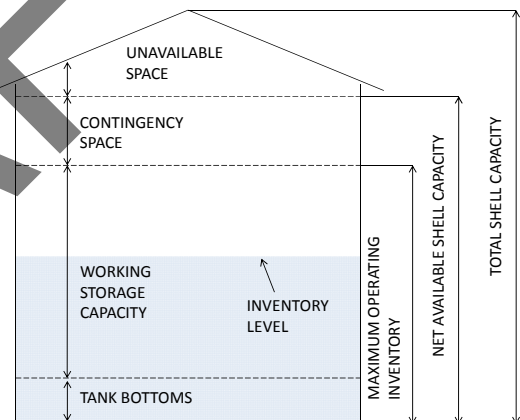 UNAVAILABLE
SPACE
CONTINGENCY
SPACE
WORKING
STORAGE
CAPACITY
INVENTORY
LEVEL
TANK BOTTOMS
MAXIMUM OPERATING
INVENTORY
NET AVAILABLE SHELL CAPACITY
TOTAL SHELL CAPACITY